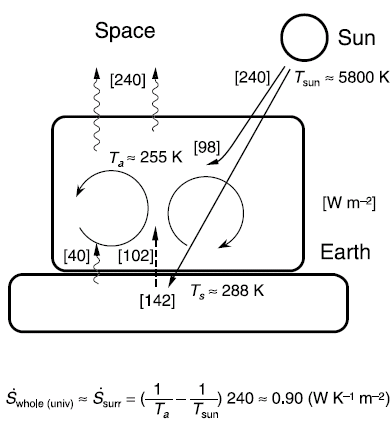 Space
Sun
[240]
[240]
T_sun ≈ 5800 K
[98]
T_a ≈ 255 K
[W m⁻²]
[40]
[102]
Earth
[142]
T_s ≈ 288 K
Ṡ_whole (univ) ≈ Ṡ_surr = (1/T_a − 1/T_sun) 240 ≈ 0.90 (W K⁻¹ m⁻²)